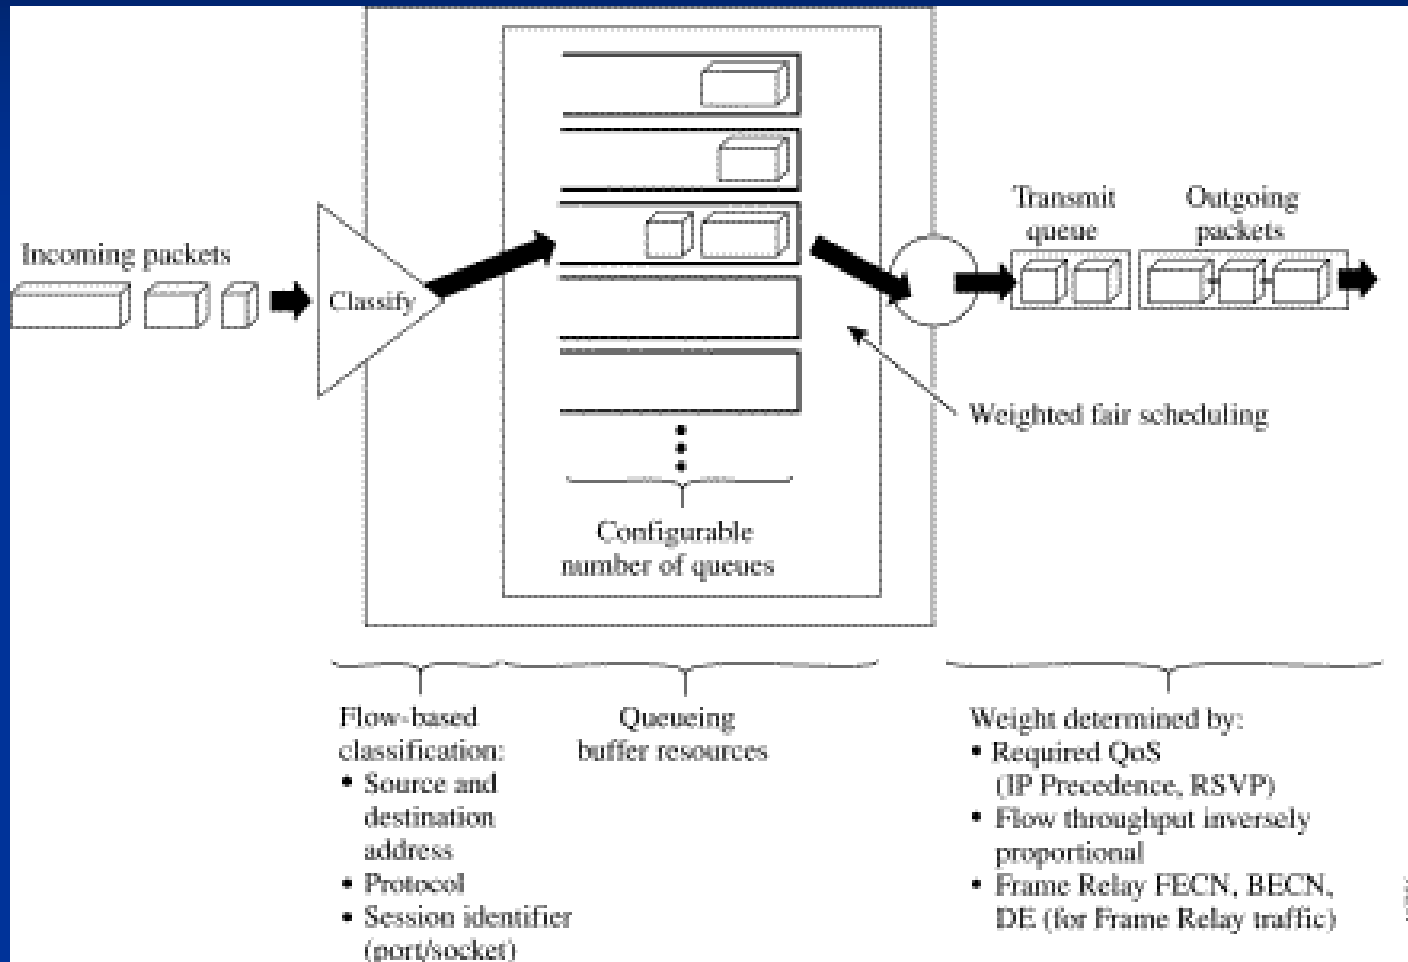 Incoming packets
Classify
Transmit
queue
Outgoing
packets
Weighted fair scheduling
Configurable
number of queues
Flow-based
classification:
• Source and
destination
address
• Protocol
• Session identifier
(port/socket)
Queueing
buffer resources
Weight determined by:
• Required QoS
(IP Precedence, RSVP)
• Flow throughput inversely
proportional
• Frame Relay FECN, BECN,
DE (for Frame Relay traffic)